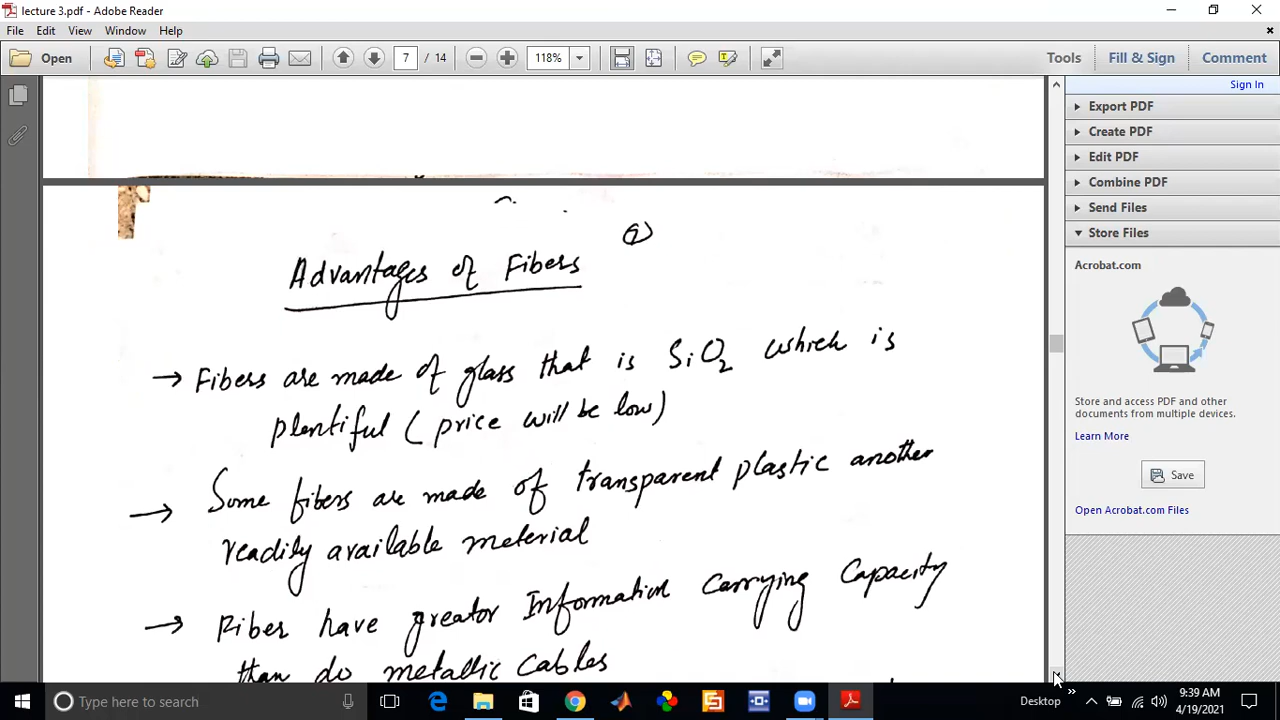 lecture 3.pdf - Adobe Reader
File Edit View Window Help
Open 7 / 14 118% Tools Fill & Sign Comment
Sign In
Export PDF
Create PDF
Edit PDF
Combine PDF
Send Files
Store Files
Acrobat.com
Store and access PDF and other
documents from multiple devices.
Learn More
Save
Open Acrobat.com Files
Advantages of Fibers
→ Fibers are made of glass that is SiO2 which is
plentiful ( price will be low)
→ Some fibers are made of transparent plastic another
readily available meterial
→ Fiber have greator Information Carrying Capacity
than do metallic cables
Type here to search
Desktop
9:39 AM
4/19/2021